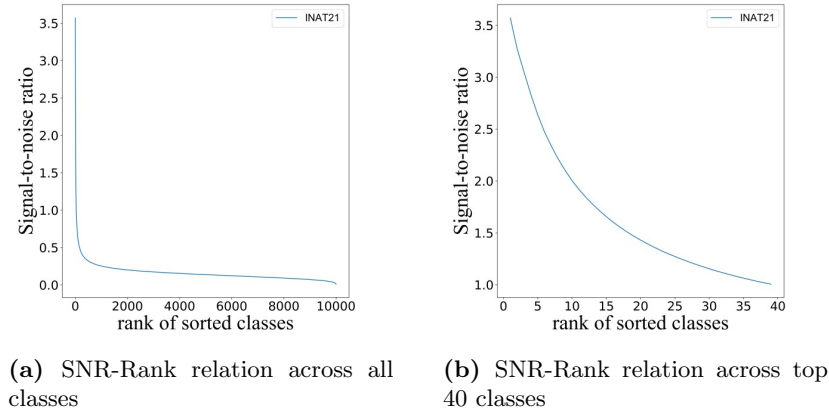 3.5
3.0
2.5
2.0
1.5
1.0
0.5
0.0
Signal-to-noise ratio
INAT21
0 2000 4000 6000 8000 10000
rank of sorted classes
3.5
3.0
2.5
2.0
1.5
1.0
Signal-to-noise ratio
INAT21
0 5 10 15 20 25 30 35 40
rank of sorted classes
(a) SNR-Rank relation across all
classes
(b) SNR-Rank relation across top
40 classes